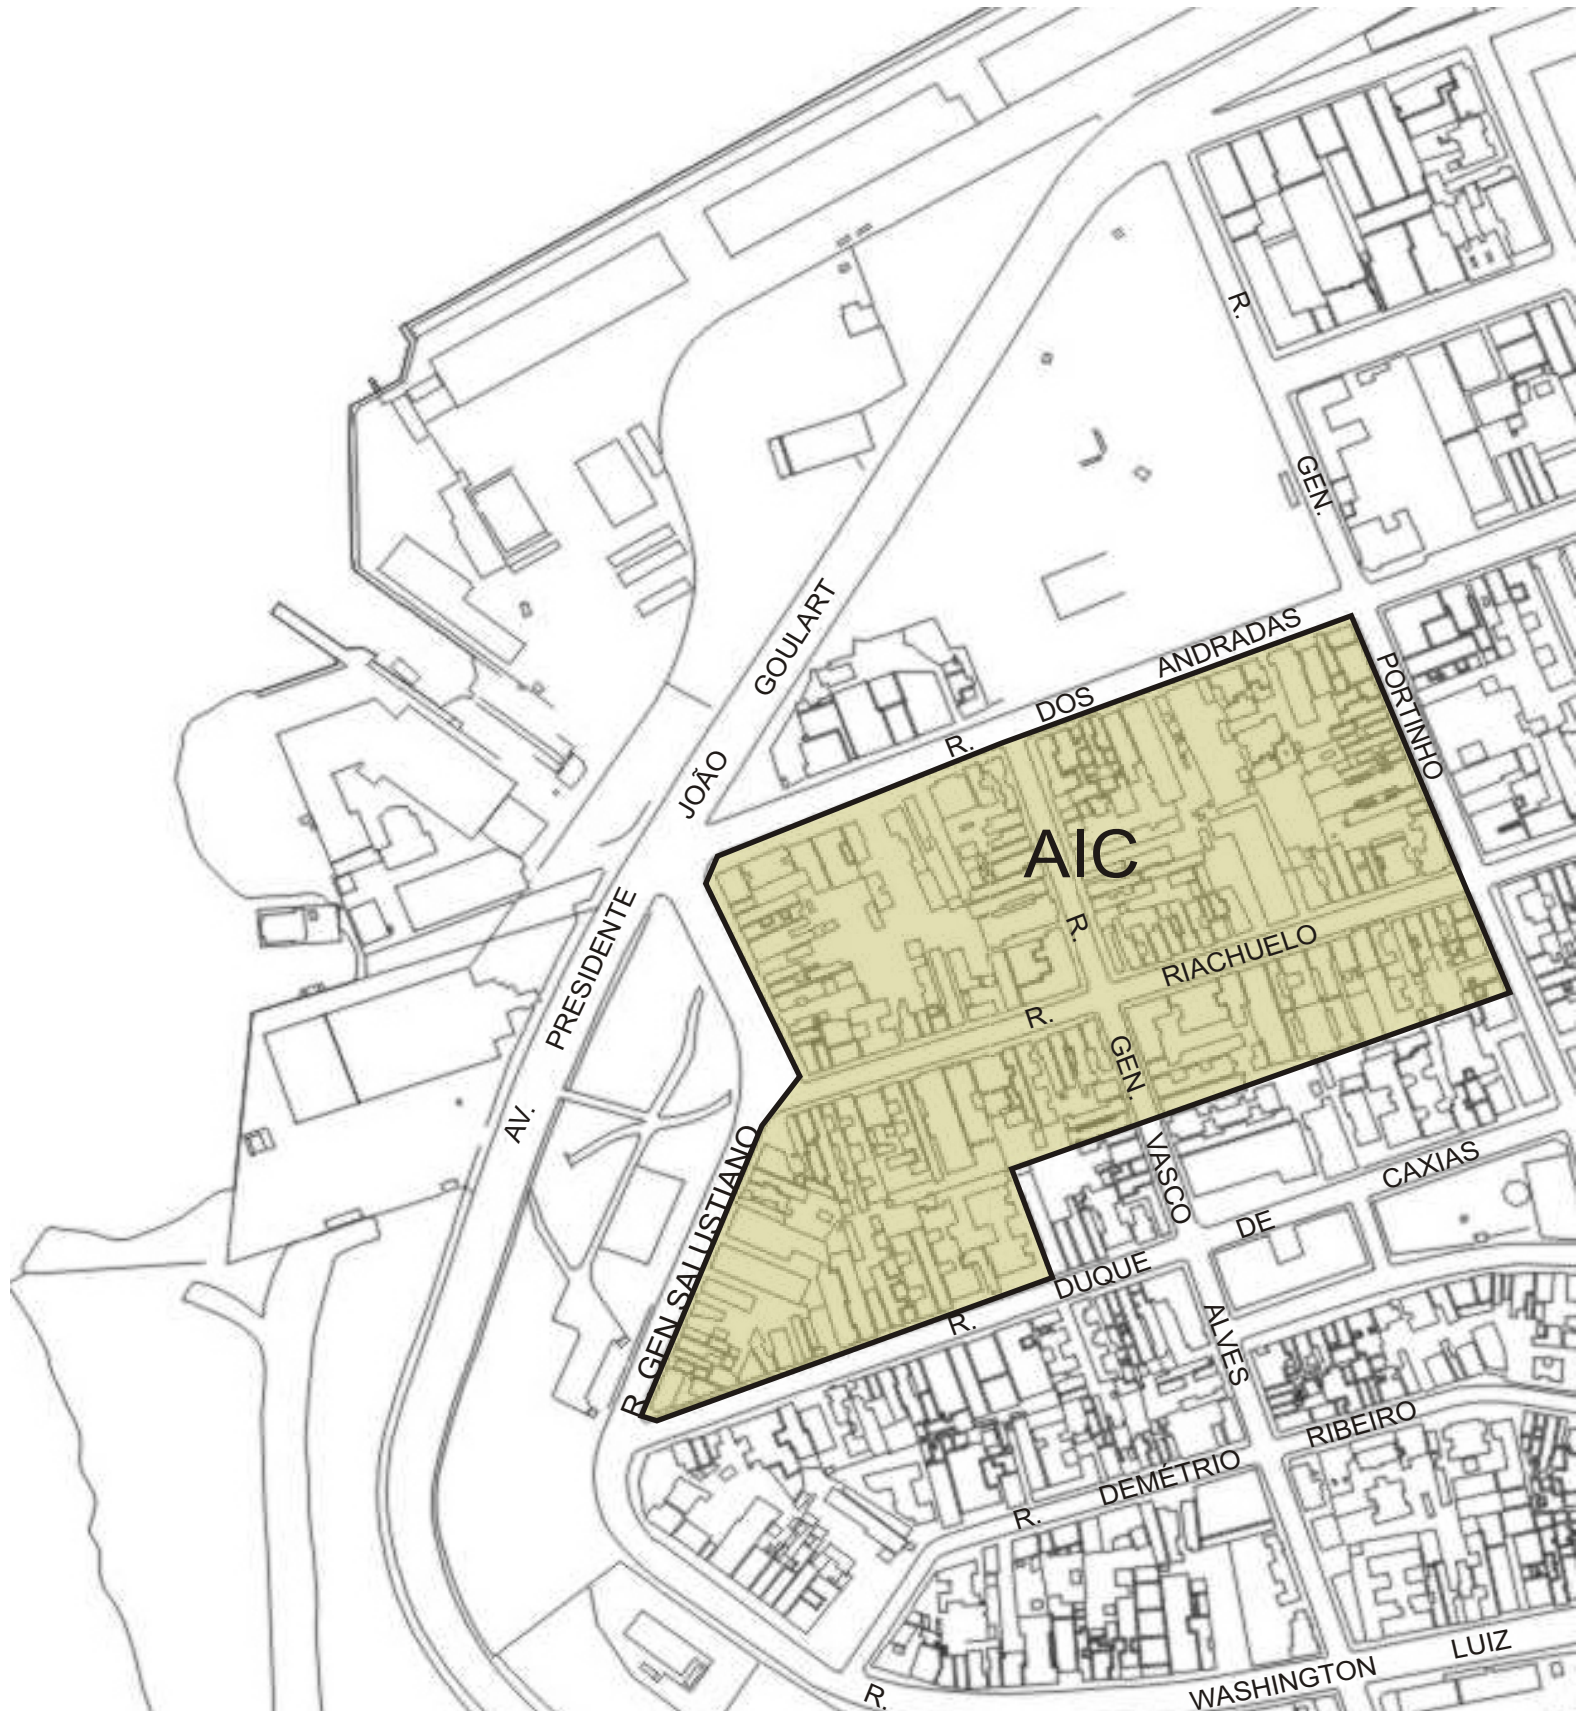 R. GEN. PORTINHO
AV. PRESIDENTE JOÃO GOULART
R. DOS ANDRADAS
AIC
R. RIACHUELO
R. GEN. VASCO ALVES
R. GEN.SALUSTIANO
R. DUQUE DE CAXIAS
R. DEMÉTRIO RIBEIRO
R. WASHINGTON LUIZ